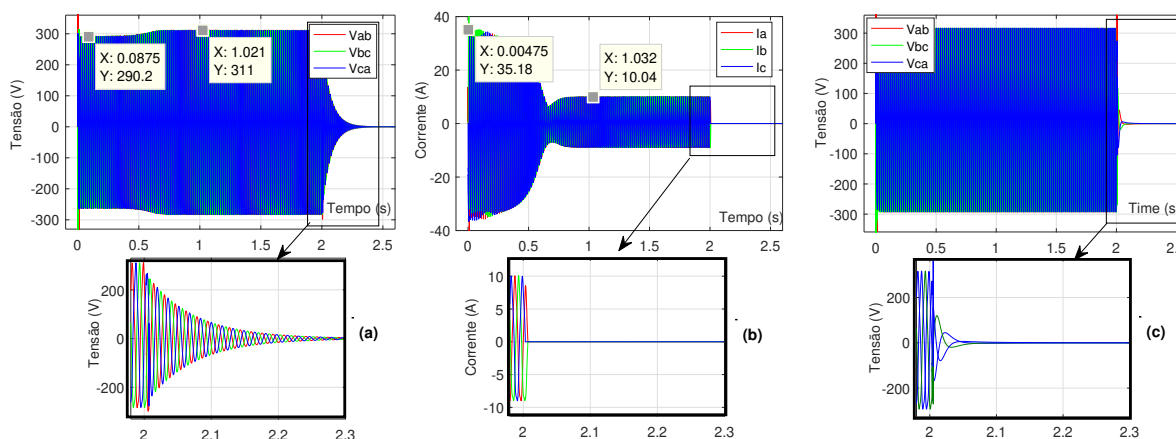 Vab
Vbc
Vca
X: 0.0875
Y: 290.2
X: 1.021
Y: 311
Tensão (V)
300
200
100
0
-100
-200
-300
Tempo (s)
0
0.5
1
1.5
2
2.5
Ia
Ib
Ic
X: 0.00475
Y: 35.18
X: 1.032
Y: 10.04
Corrente (A)
40
20
0
-20
-40
Tempo (s)
0
0.5
1
1.5
2
2.5
Vab
Vbc
Vca
Tensão (V)
300
200
100
0
-100
-200
-300
Time (s
0.5
1
1.5
2
2.5
Tensão (V)
200
0
-200
2
2.1
2.2
2.3
(a)
Corrente (A)
10
5
0
-5
-10
2
2.1
2.2
2.3
(b)
Tensão (V)
200
0
-200
2
2.1
2.2
2.3
(c)